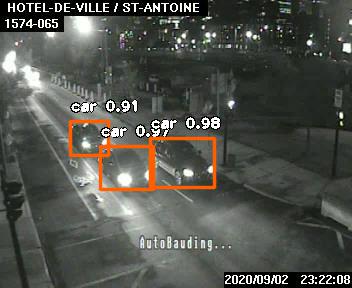 HOTEL-DE-VILLE / ST-ANTOINE
1574-065
car 0.91
car 0.97
car 0.98
AutoBauding...
2020/09/02 23:22:08